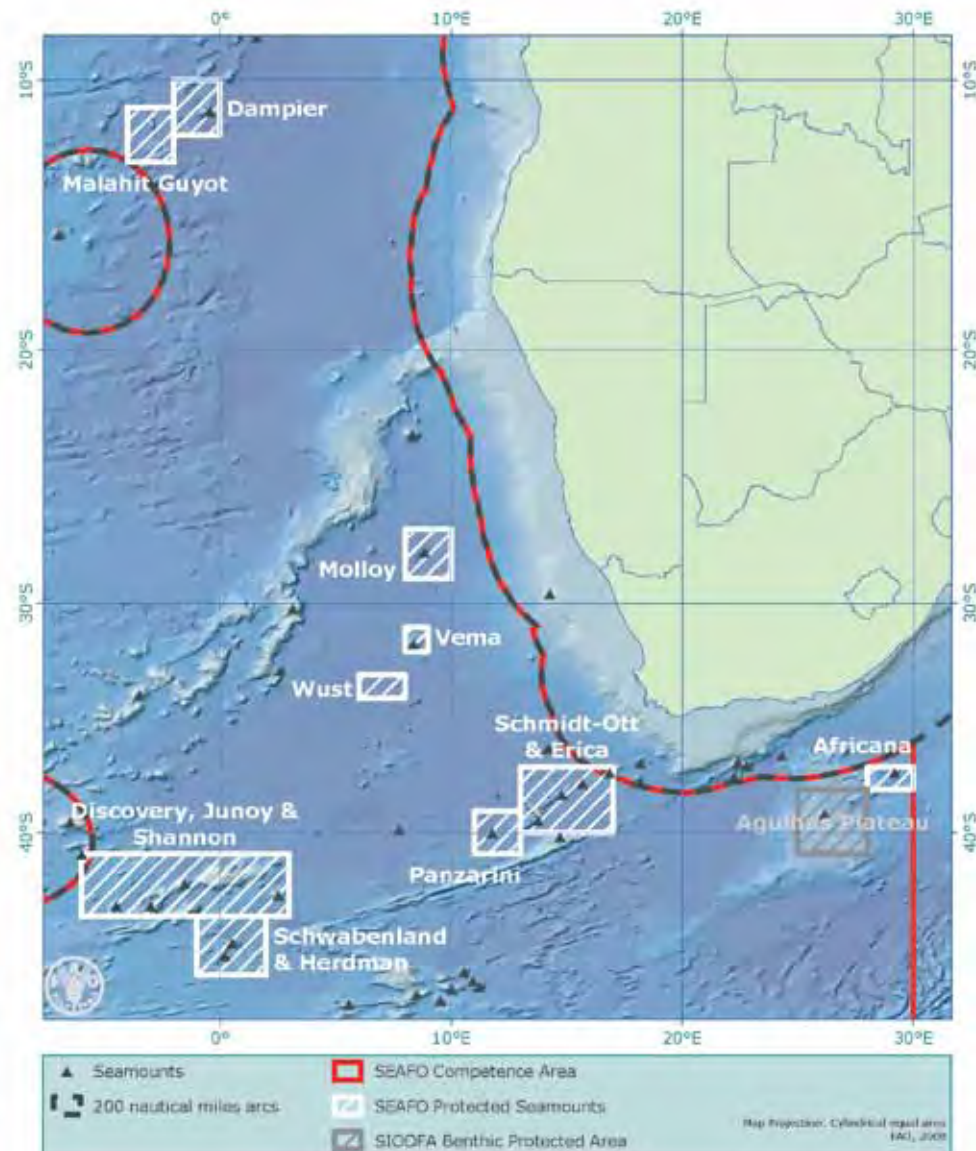 0°
10°E
20°E
30°E
10°S
10°S
Dampier
Malahit Guyot
20°S
20°S
Molloy
30°S
30°S
Vema
Wust
Schmidt-Ott
& Erica
Africana
Discovery, Junoy &
Shannon
Agulhas Plateau
40°S
40°S
Panzarini
Schwabenland
& Herdman
0°
10°E
20°E
30°E
Seamounts
SEAFO Competence Area
200 nautical miles arcs
SEAFO Protected Seamounts
Map Projection: Cylindrical equal area
SIODFA Benthic Protected Area